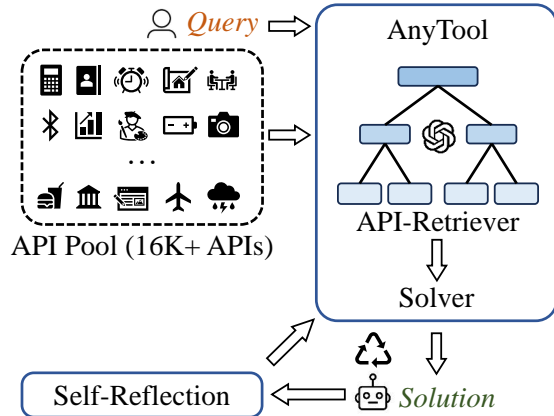 Query
AnyTool
...
API Pool (16K+ APIs)
API-Retriever
Solver
Self-Reflection
Solution